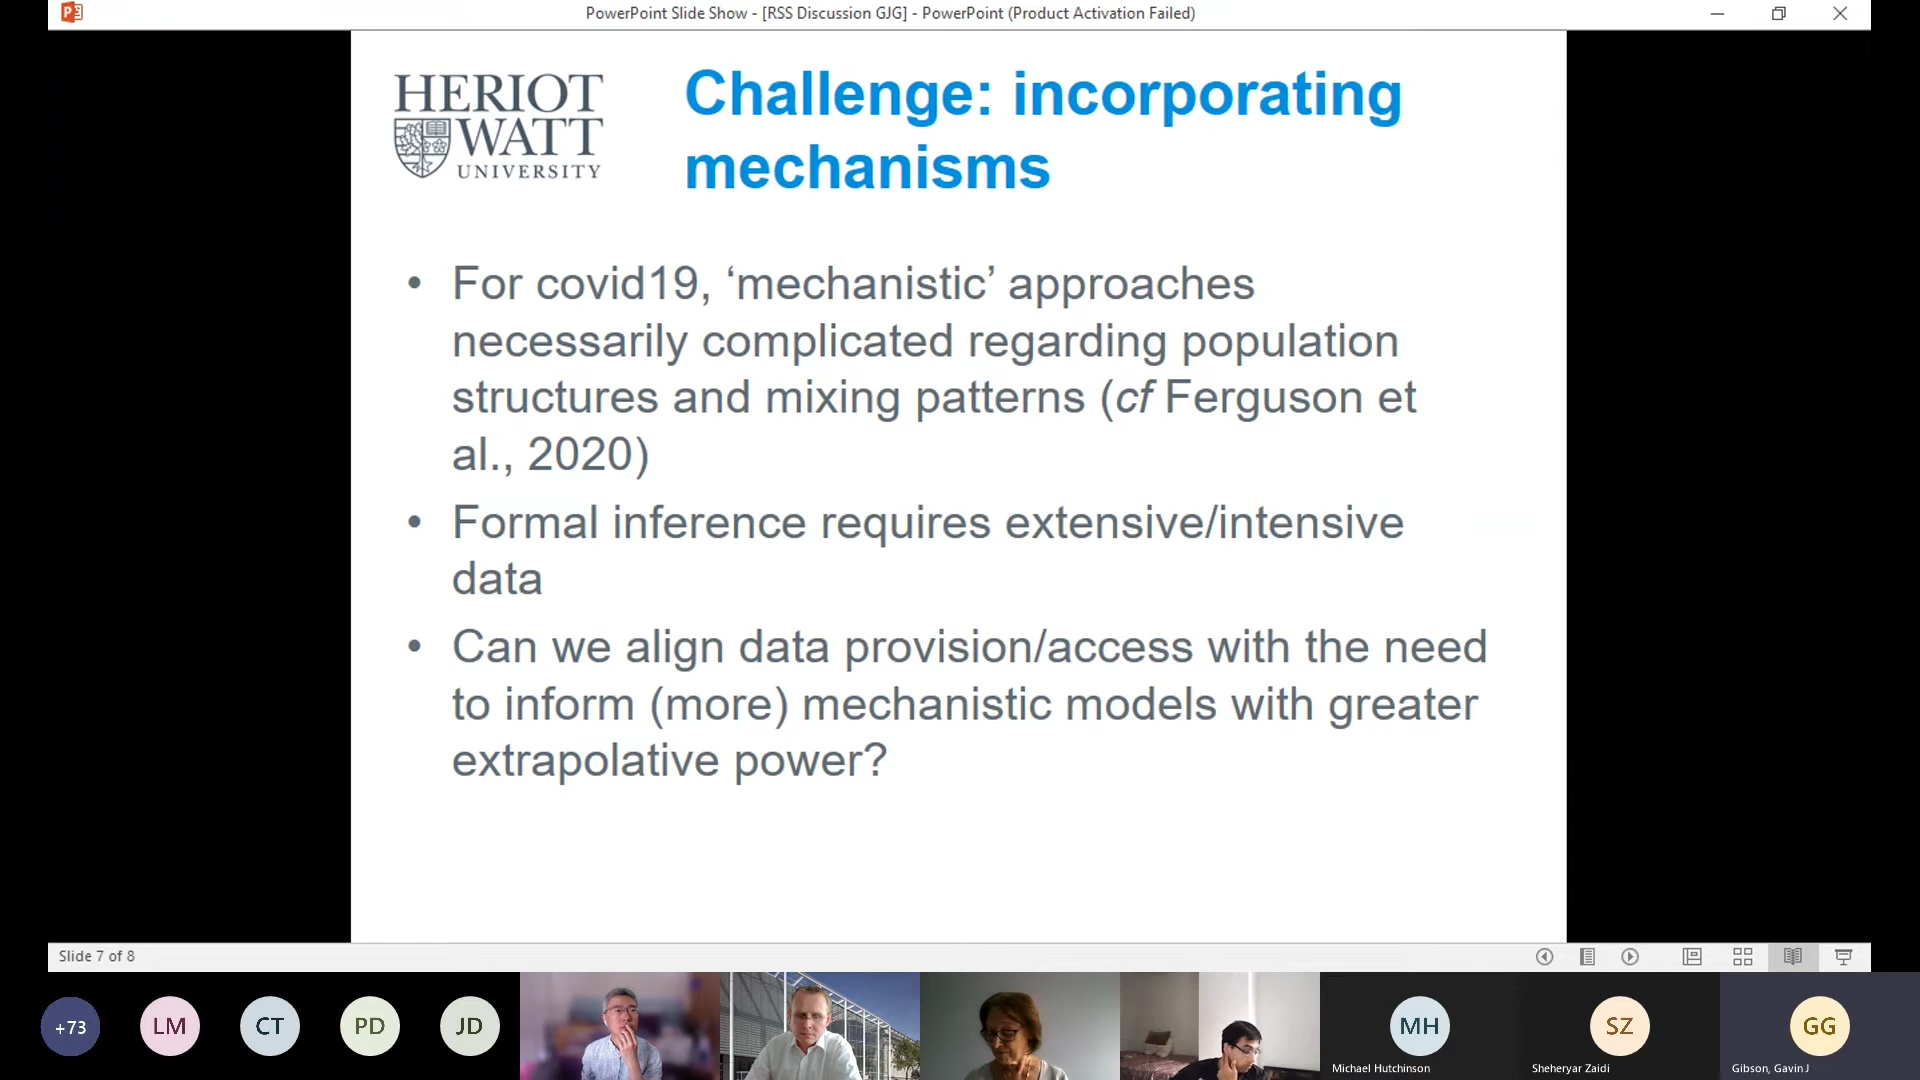 PowerPoint Slide Show - [RSS Discussion GJG] - PowerPoint (Product Activation Failed)
HERIOT
WATT
UNIVERSITY
Challenge: incorporating
mechanisms
• For covid19, ‘mechanistic’ approaches
necessarily complicated regarding population
structures and mixing patterns (cf Ferguson et
al., 2020)
• Formal inference requires extensive/intensive
data
• Can we align data provision/access with the need
to inform (more) mechanistic models with greater
extrapolative power?
Slide 7 of 8
+73
LM
CT
PD
JD
MH
SZ
GG
Michael Hutchinson
Sheheryar Zaidi
Gibson, Gavin J